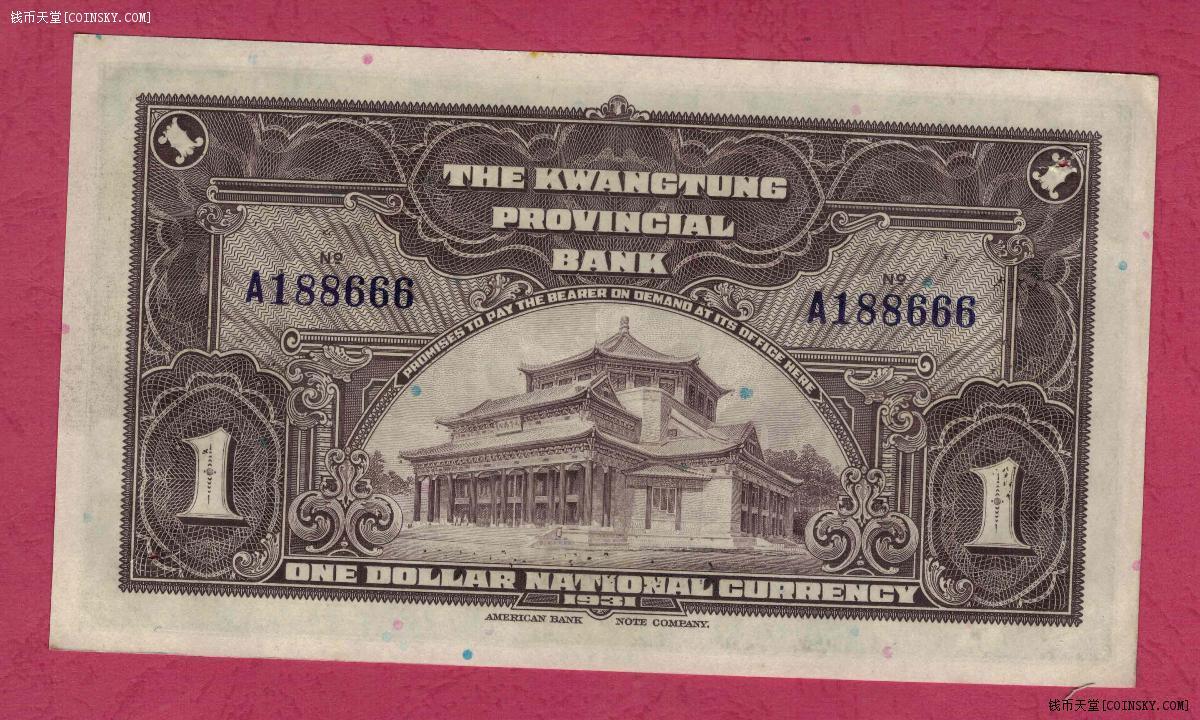 钱币天堂[COINSKY.COM]
THE KWANGTUNG
PROVINCIAL
BANK
Nº
A188666
Nº
A188666
PROMISES TO PAY THE BEARER ON DEMAND AT ITS OFFICE HERE
1
1
ONE DOLLAR NATIONAL CURRENCY
1931
AMERICAN BANK NOTE COMPANY.
钱币天堂[COINSKY.COM]